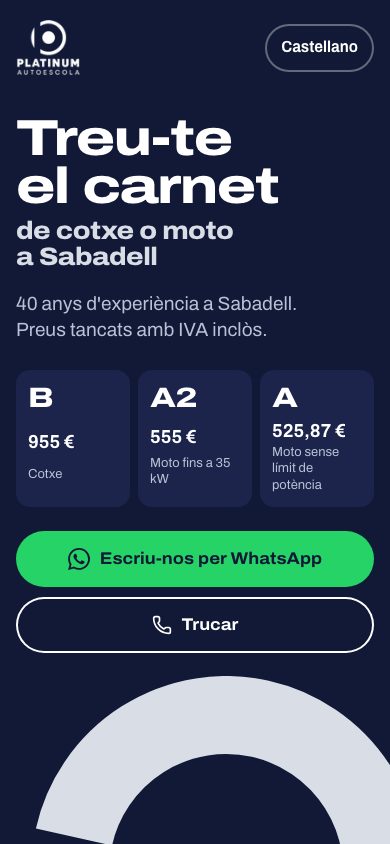 PLATINUM
AUTOESCOLA
Castellano
Treu-te
el carnet
de cotxe o moto
a Sabadell
40 anys d'experiència a Sabadell.
Preus tancats amb IVA inclòs.
B
955 €
Cotxe
A2
555 €
Moto fins a 35
kW
A
525,87 €
Moto sense
límit de
potència
Escriu-nos per WhatsApp
Trucar